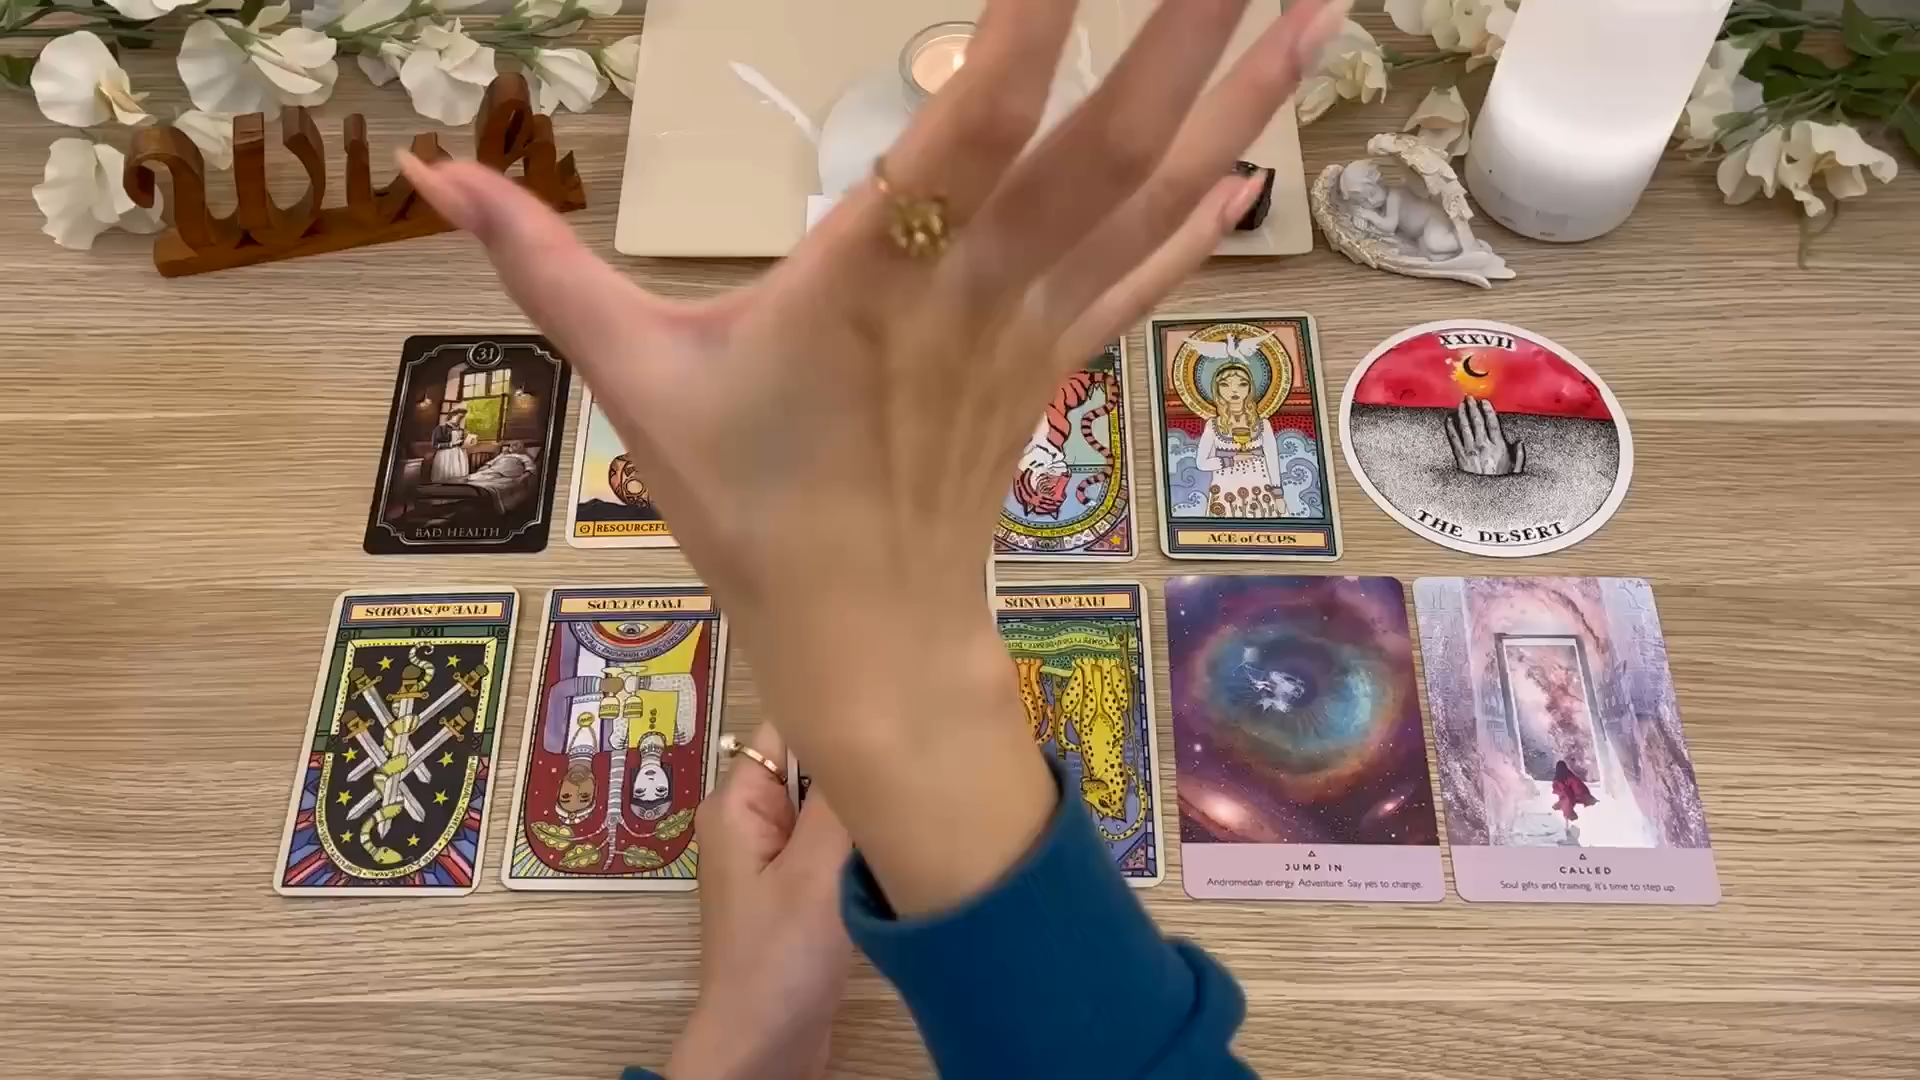 Wish
31
BAD HEALTH
RESOURCEFU
ACE of CUPS
XXXVII
THE DESERT
FIVE of SWORDS
TWO of CUPS
FIVE of WANDS
JUMP IN
Andromedan energy. Adventure. Say yes to change.
CALLED
Soul gifts and training. It's time to step up.